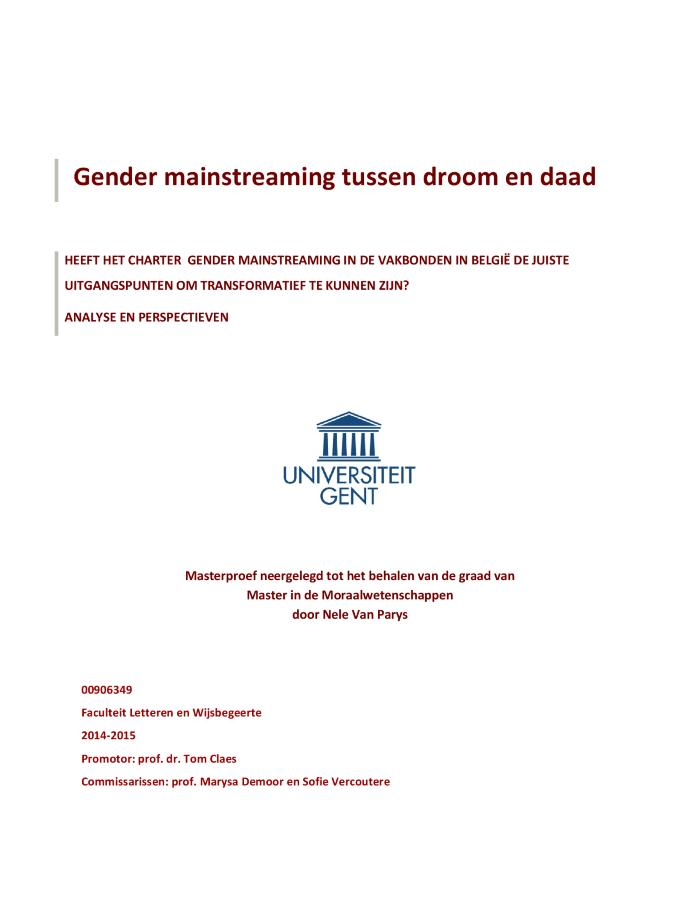 Gender mainstreaming tussen droom en daad
HEEFT HET CHARTER GENDER MAINSTREAMING IN DE VAKBONDEN IN BELGIË DE JUISTE
UITGANGSPUNTEN OM TRANSFORMATIEF TE KUNNEN ZIJN?
ANALYSE EN PERSPECTIEVEN
UNIVERSITEIT
GENT
Masterproef neergelegd tot het behalen van de graad van
Master in de Moraalwetenschappen
door Nele Van Parys
00906349
Faculteit Letteren en Wijsbegeerte
2014-2015
Promotor: prof. dr. Tom Claes
Commissarissen: prof. Marysa Demoor en Sofie Vercoutere